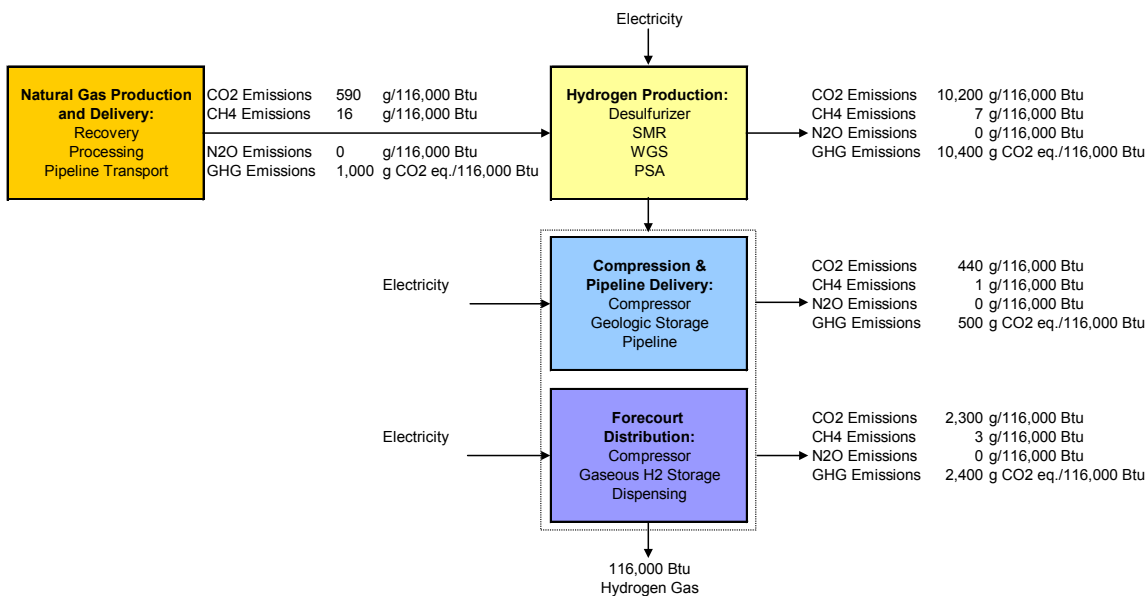 Electricity
Natural Gas Production
and Delivery:
Recovery
Processing
Pipeline Transport
CO2 Emissions 590 g/116,000 Btu
CH4 Emissions 16 g/116,000 Btu
N2O Emissions 0 g/116,000 Btu
GHG Emissions 1,000 g CO2 eq./116,000 Btu
Hydrogen Production:
Desulfurizer
SMR
WGS
PSA
CO2 Emissions 10,200 g/116,000 Btu
CH4 Emissions 7 g/116,000 Btu
N2O Emissions 0 g/116,000 Btu
GHG Emissions 10,400 g CO2 eq./116,000 Btu
Electricity
Compression &
Pipeline Delivery:
Compressor
Geologic Storage
Pipeline
CO2 Emissions 440 g/116,000 Btu
CH4 Emissions 1 g/116,000 Btu
N2O Emissions 0 g/116,000 Btu
GHG Emissions 500 g CO2 eq./116,000 Btu
Electricity
Forecourt
Distribution:
Compressor
Gaseous H2 Storage
Dispensing
CO2 Emissions 2,300 g/116,000 Btu
CH4 Emissions 3 g/116,000 Btu
N2O Emissions 0 g/116,000 Btu
GHG Emissions 2,400 g CO2 eq./116,000 Btu
116,000 Btu
Hydrogen Gas